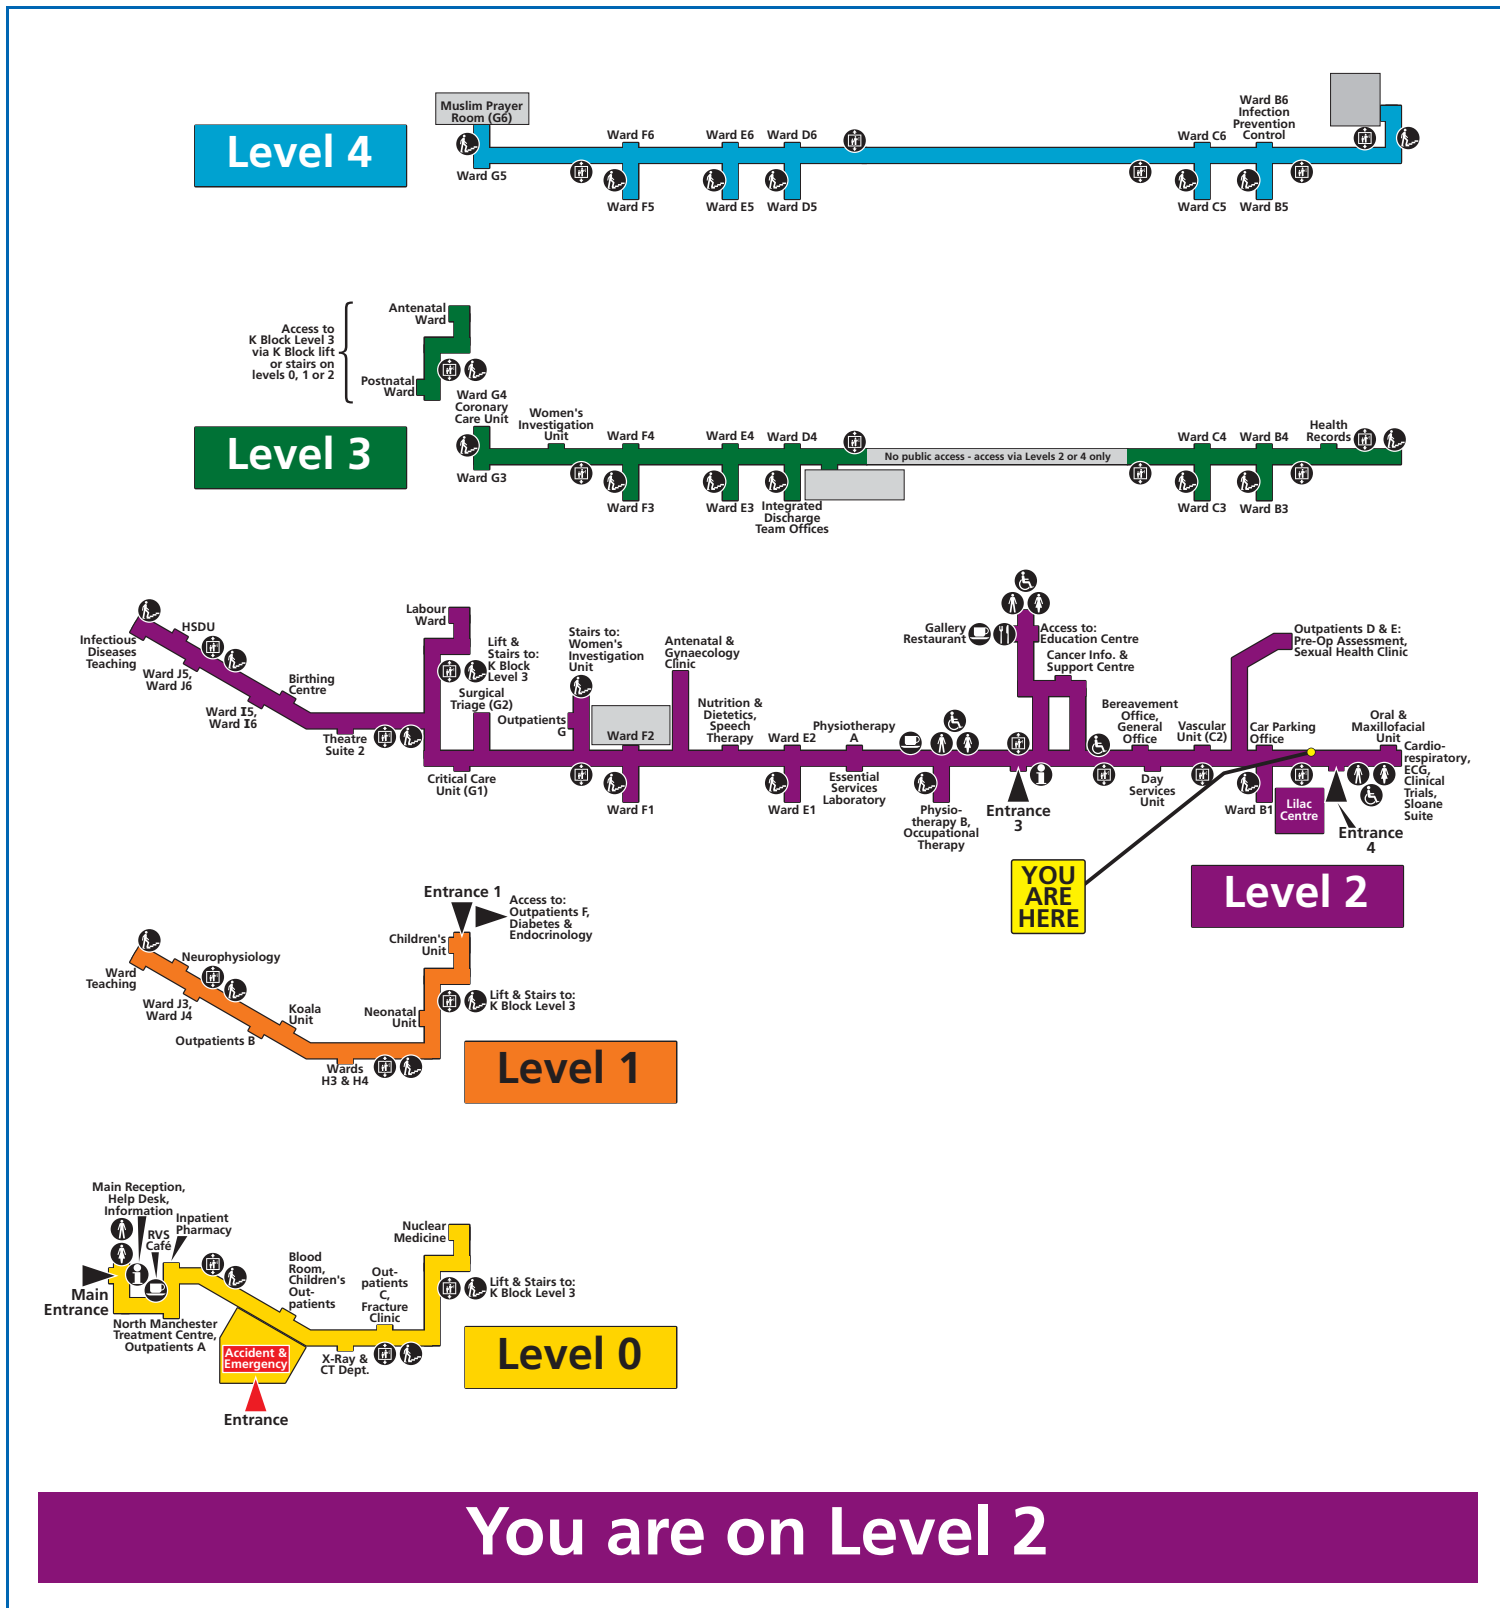 Level 4
Muslim Prayer
Room (G6)
Ward G5
Ward F6
Ward F5
Ward E6
Ward E5
Ward D6
Ward D5
Ward C6
Ward C5
Ward B6
Infection
Prevention
Control
Ward B5
Access to
K Block Level 3
via K Block lift
or stairs on
levels 0, 1 or 2
Antenatal
Ward
Postnatal
Ward
Level 3
Ward G4
Coronary
Care Unit
Ward G3
Women's
Investigation
Unit
Ward F4
Ward F3
Ward E4
Ward E3
Ward D4
Integrated
Discharge
Team Offices
No public access - access via Levels 2 or 4 only
Ward C4
Ward C3
Ward B4
Ward B3
Health
Records
Infectious
Diseases
Teaching
HSDU
Ward J5,
Ward J6
Ward I5,
Ward I6
Birthing
Centre
Theatre
Suite 2
Labour
Ward
Lift &
Stairs to:
K Block
Level 3
Surgical
Triage (G2)
Critical Care
Unit (G1)
Stairs to:
Women's
Investigation
Unit
Outpatients
G
Ward F2
Ward F1
Antenatal &
Gynaecology
Clinic
Nutrition &
Dietetics,
Speech
Therapy
Ward E2
Ward E1
Physiotherapy
A
Essential
Services
Laboratory
Physio-
therapy B,
Occupational
Therapy
Gallery
Restaurant
Access to:
Education Centre
Cancer Info. &
Support Centre
Entrance
3
Bereavement
Office,
General
Office
Day
Services
Unit
Vascular
Unit (C2)
Outpatients D & E:
Pre-Op Assessment,
Sexual Health Clinic
Car Parking
Office
Ward B1
Lilac
Centre
Entrance
4
Oral &
Maxillofacial
Unit
Cardio-
respiratory,
ECG,
Clinical
Trials,
Sloane
Suite
YOU
ARE
HERE
Level 2
Entrance 1
Access to:
Outpatients F,
Diabetes &
Endocrinology
Children's
Unit
Ward
Teaching
Neurophysiology
Ward J3,
Ward J4
Outpatients B
Koala
Unit
Neonatal
Unit
Lift & Stairs to:
K Block Level 3
Wards
H3 & H4
Level 1
Main Reception,
Help Desk,
Information
RVS
Café
Inpatient
Pharmacy
Main
Entrance
North Manchester
Treatment Centre,
Outpatients A
Blood
Room,
Children's
Out-
patients
Accident &
Emergency
Entrance
X-Ray &
CT Dept.
Out-
patients
C,
Fracture
Clinic
Nuclear
Medicine
Lift & Stairs to:
K Block Level 3
Level 0
You are on Level 2